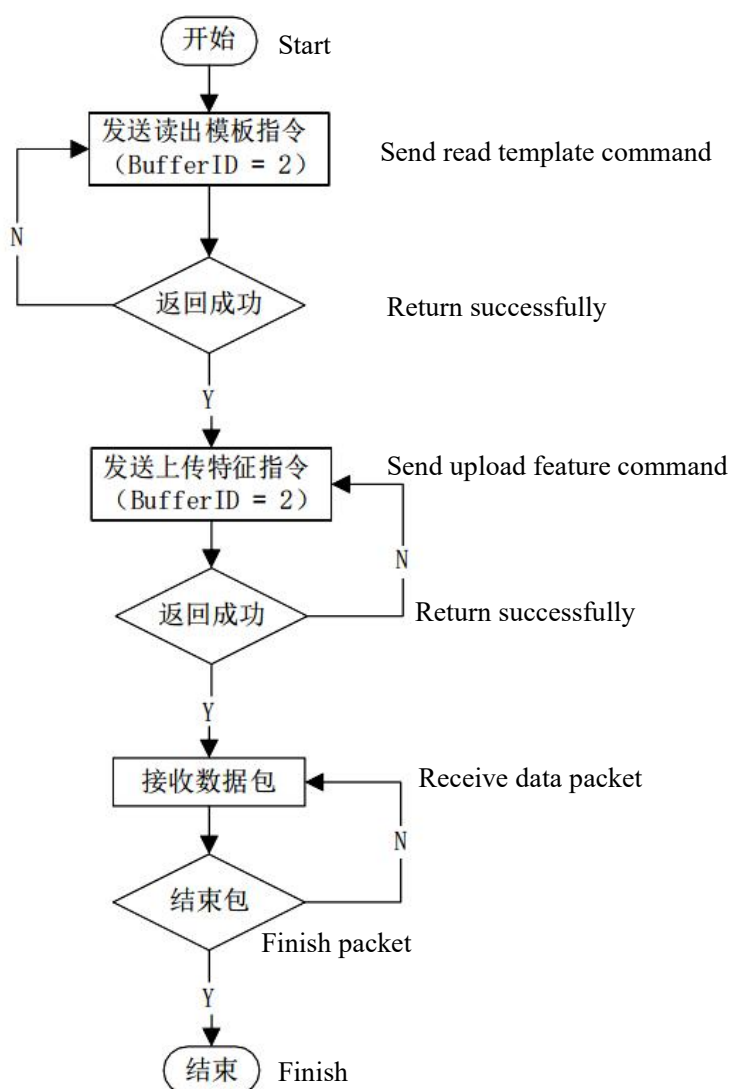 开始 Start
发送读出模板指令
（BufferID = 2） Send read template command
N
返回成功 Return successfully
Y
发送上传特征指令 Send upload feature command
（BufferID = 2）
N
返回成功 Return successfully
Y
接收数据包 Receive data packet
N
结束包
Finish packet
Y
结束 Finish